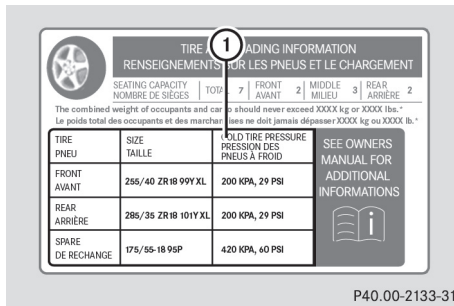 1
TIRE A ADING INFORMATION
RENSEIGNEMENTS SUR LES PNEUS ET LE CHARGEMENT
SEATING CAPACITY
NOMBRE DE SIÈGES
TOTAL 7
FRONT
AVANT 2
MIDDLE
MILIEU 3
REAR
ARRIÈRE 2
The combined weight of occupants and cargo should never exceed XXXX kg or XXXX lbs.*
Le poids total des occupants et des marchandises ne doit jamais dépasser XXXX kg ou XXXX lb.*
TIRE
PNEU
SIZE
TAILLE
COLD TIRE PRESSURE
PRESSION DES
PNEUS À FROID
FRONT
AVANT
255/40 ZR18 99Y XL
200 KPA, 29 PSI
REAR
ARRIÈRE
285/35 ZR18 101Y XL
200 KPA, 29 PSI
SPARE
DE RECHANGE
175/55-18 95P
420 KPA, 60 PSI
SEE OWNERS
MANUAL FOR
ADDITIONAL
INFORMATIONS
i
P40.00-2133-31